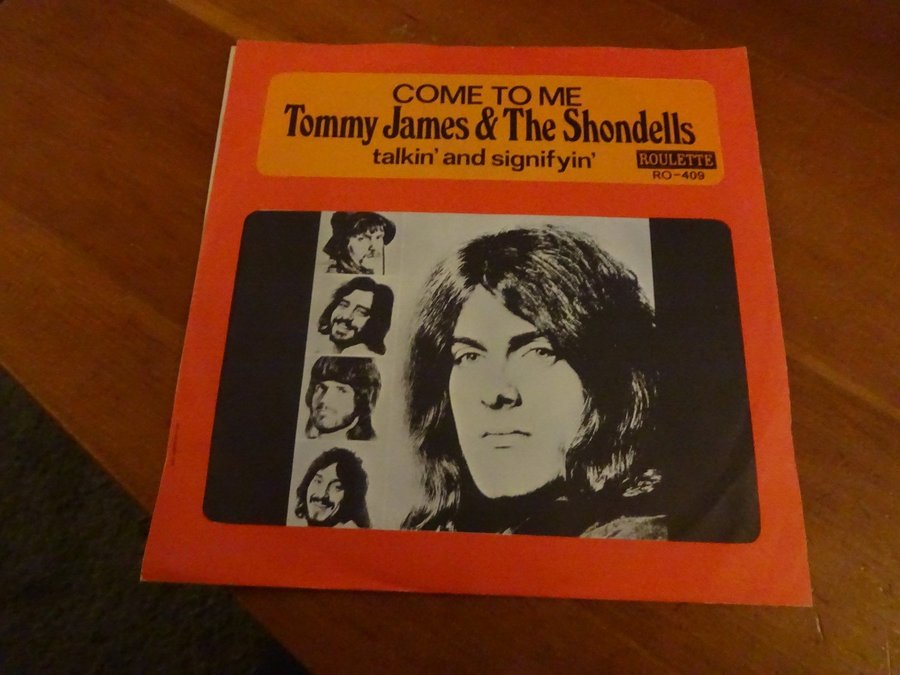 COME TO ME
Tommy James & The Shondells
talkin' and signifyin'
ROULETTE
RO-409